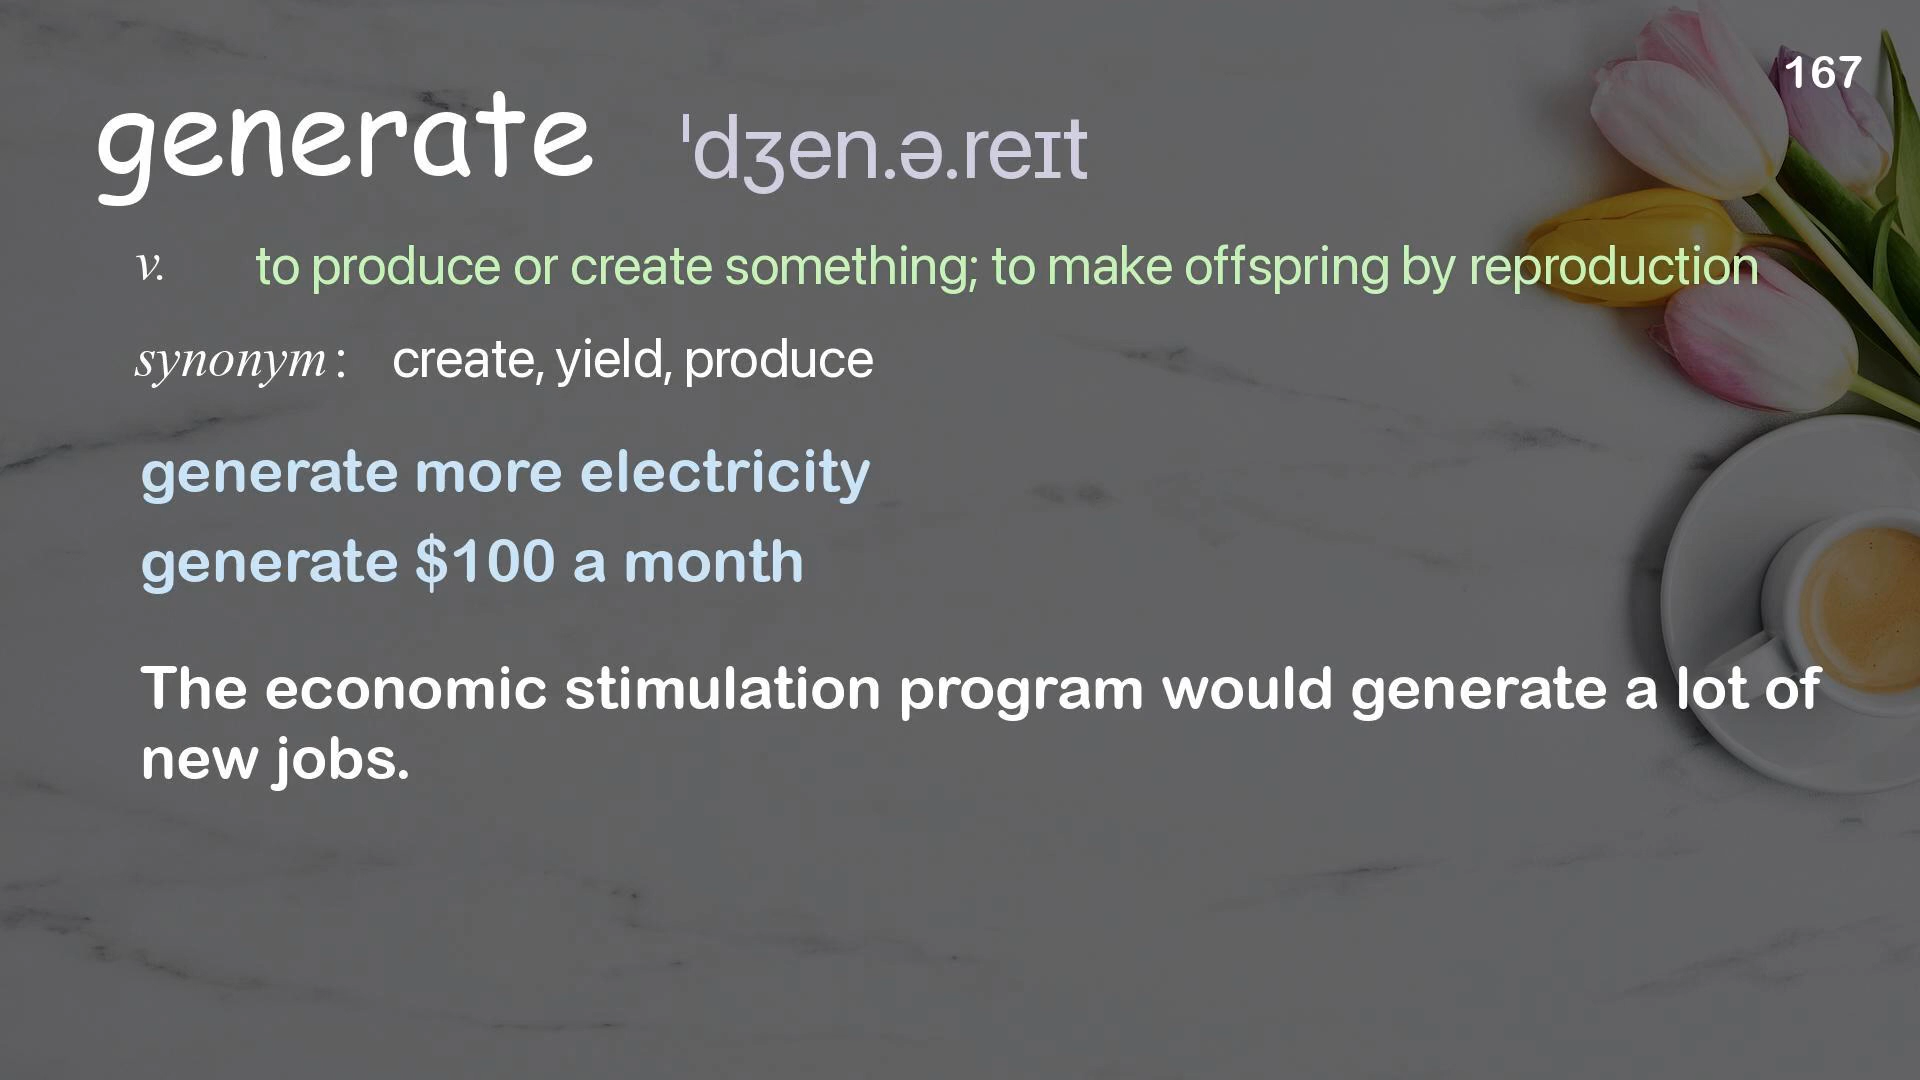 167
generate ˈdʒen.ə.reɪt
v. to produce or create something; to make offspring by reproduction
synonym : create, yield, produce
generate more electricity
generate $100 a month
The economic stimulation program would generate a lot of
new jobs.